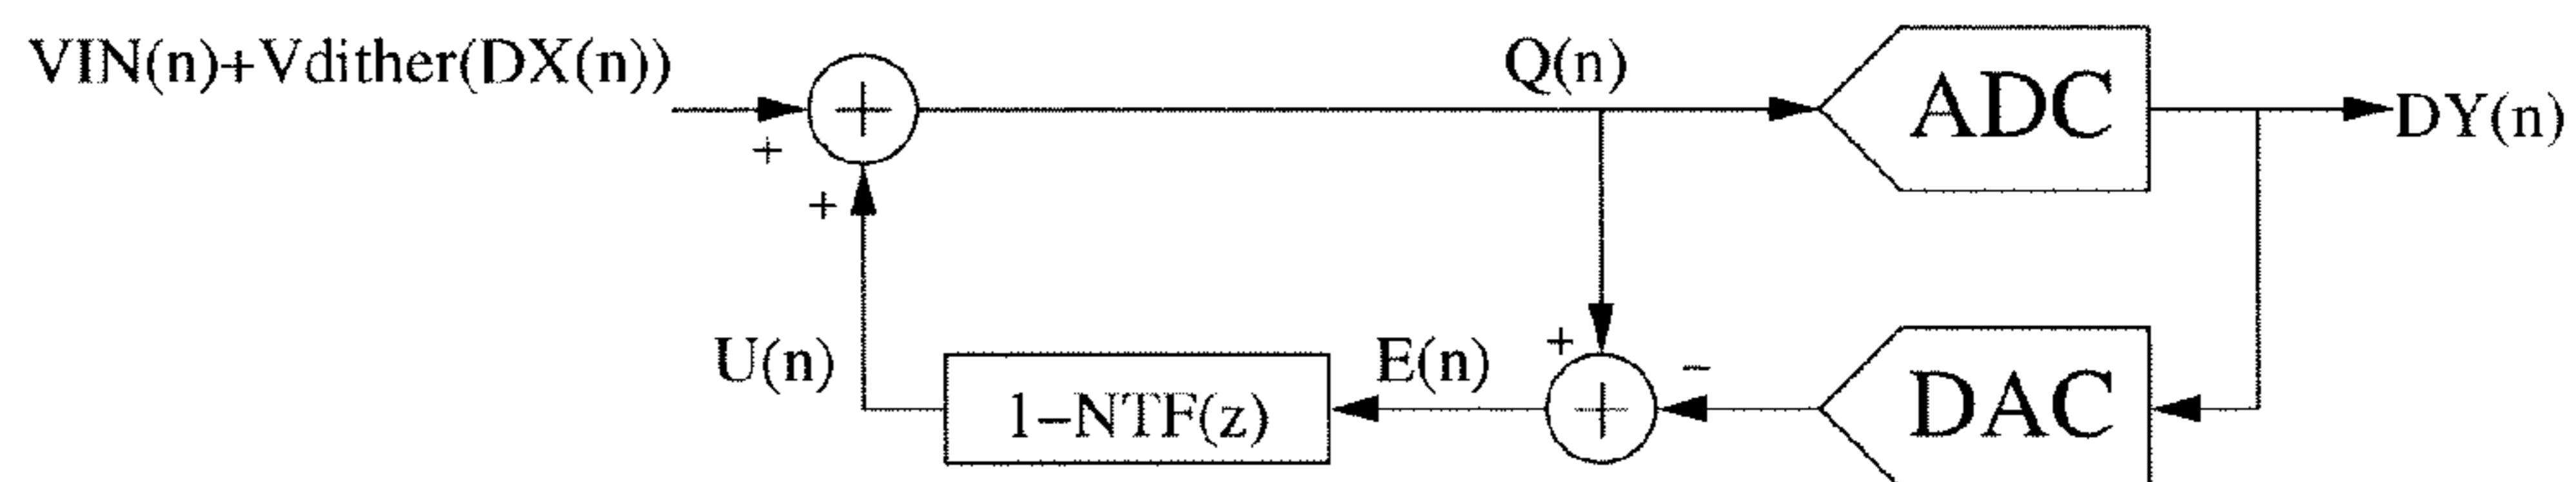 VIN(n)+Vdither(DX(n))
+
+
+
Q(n)
ADC
DY(n)
U(n)
1−NTF(z)
E(n)
+
+
−
DAC